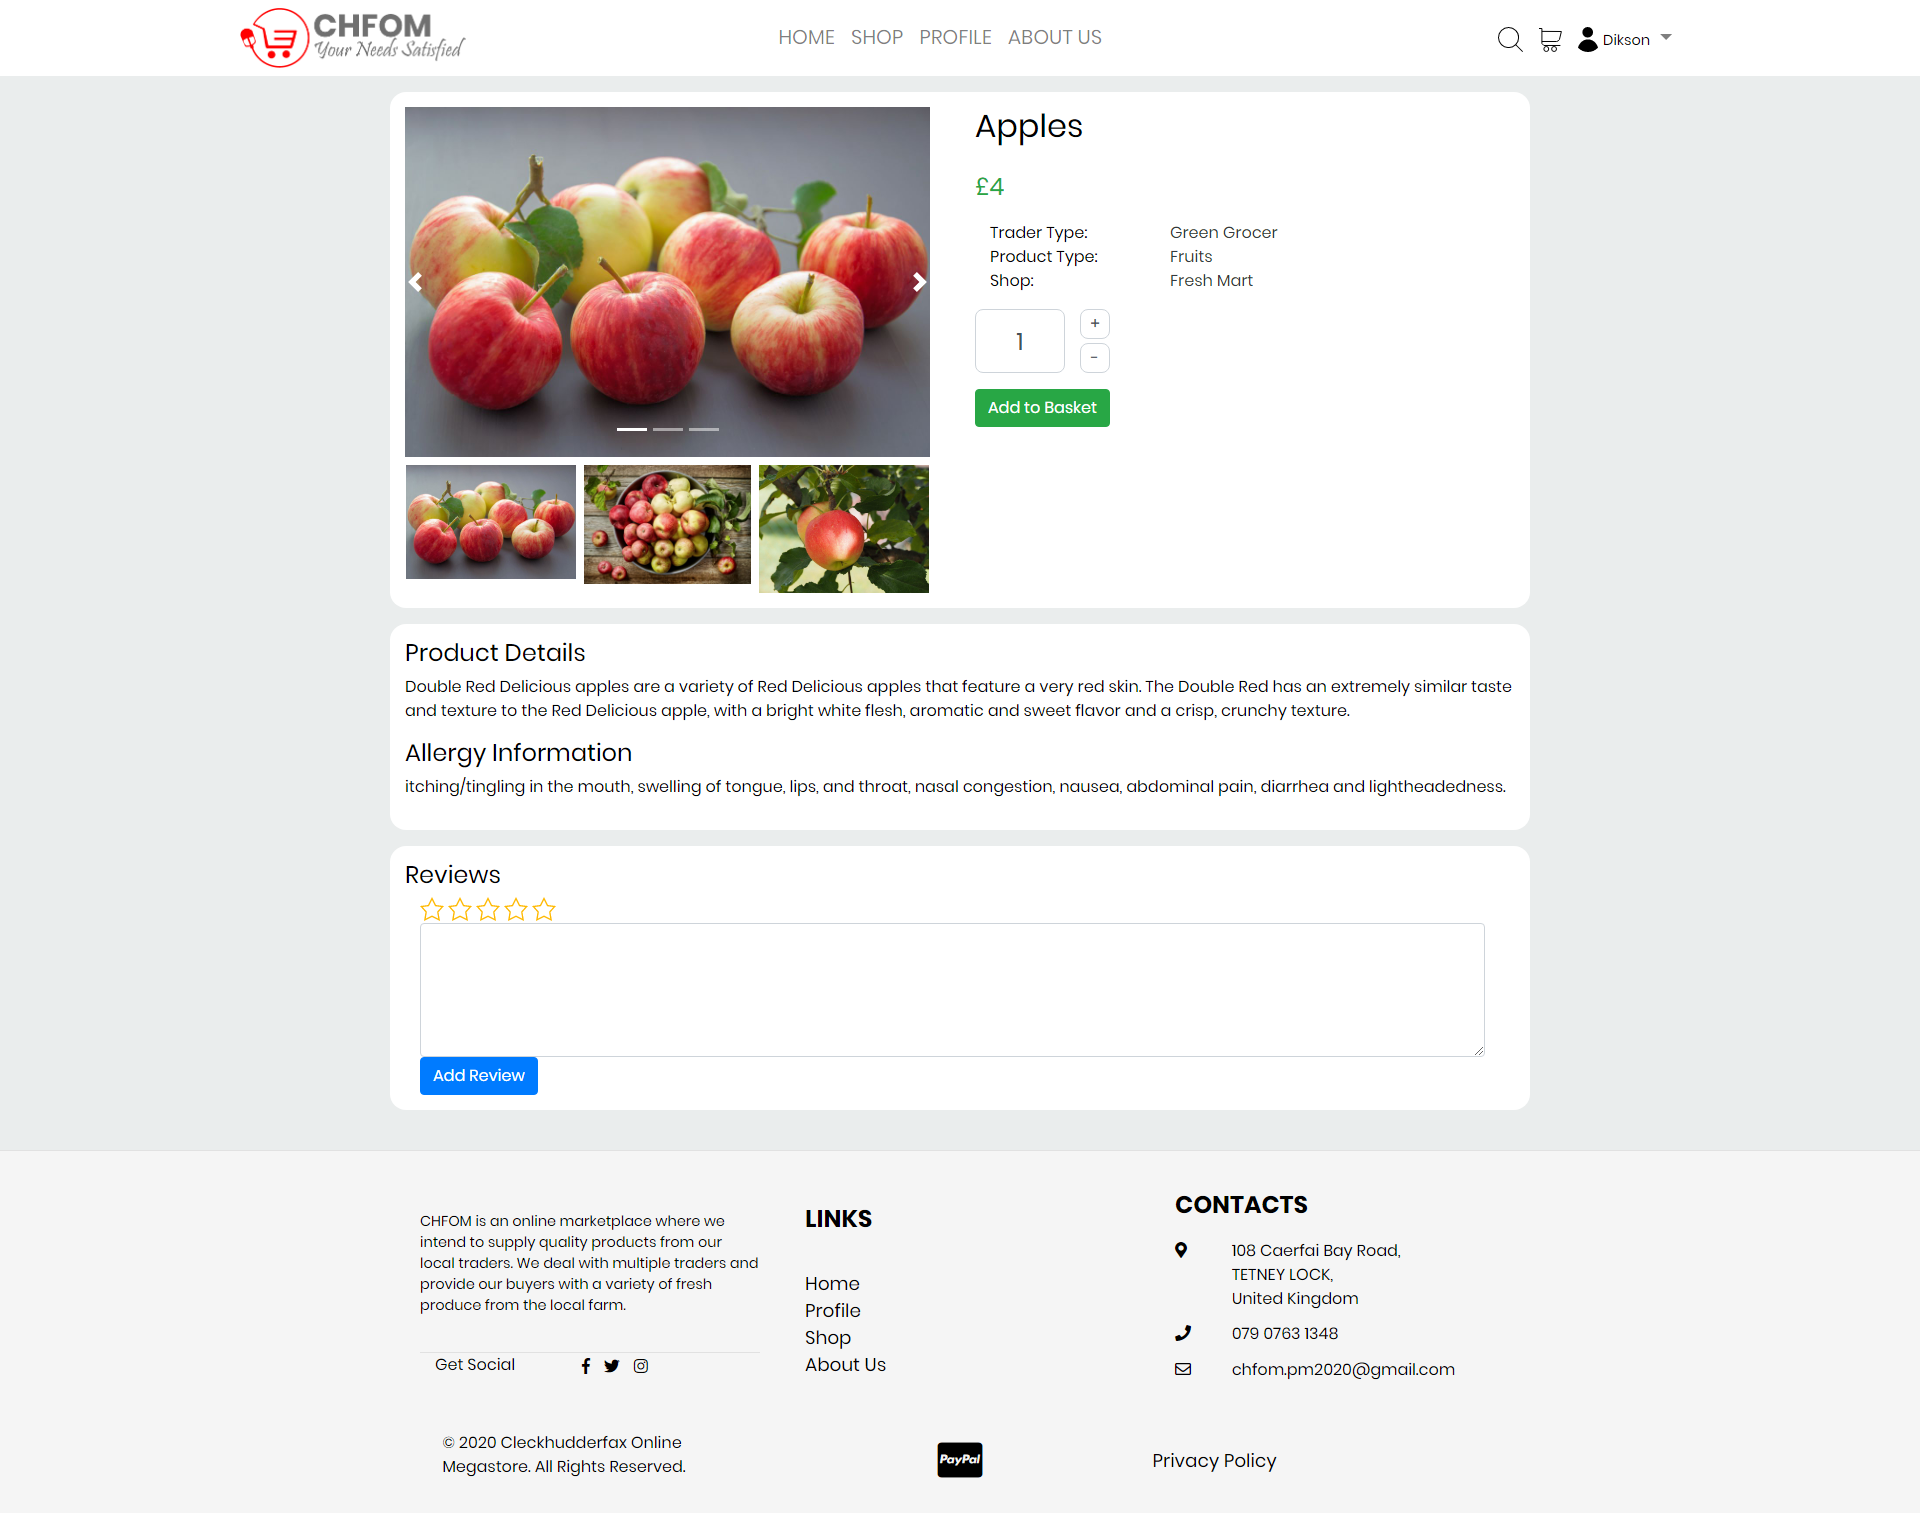 CHFOM
Your Needs Satisfied
HOME SHOP PROFILE ABOUT US
Dikson
Apples
£4
Trader Type: Green Grocer
Product Type: Fruits
Shop: Fresh Mart
1
+
-
Add to Basket
Product Details
Double Red Delicious apples are a variety of Red Delicious apples that feature a very red skin. The Double Red has an extremely similar taste
and texture to the Red Delicious apple, with a bright white flesh, aromatic and sweet flavor and a crisp, crunchy texture.
Allergy Information
itching/tingling in the mouth, swelling of tongue, lips, and throat, nasal congestion, nausea, abdominal pain, diarrhea and lightheadedness.
Reviews
Add Review
CHFOM is an online marketplace where we
intend to supply quality products from our
local traders. We deal with multiple traders and
provide our buyers with a variety of fresh
produce from the local farm.
Get Social
LINKS
Home
Profile
Shop
About Us
CONTACTS
108 Caerfai Bay Road,
TETNEY LOCK,
United Kingdom
079 0763 1348
chfom.pm2020@gmail.com
© 2020 Cleckhudderfax Online
Megastore. All Rights Reserved.
PayPal
Privacy Policy